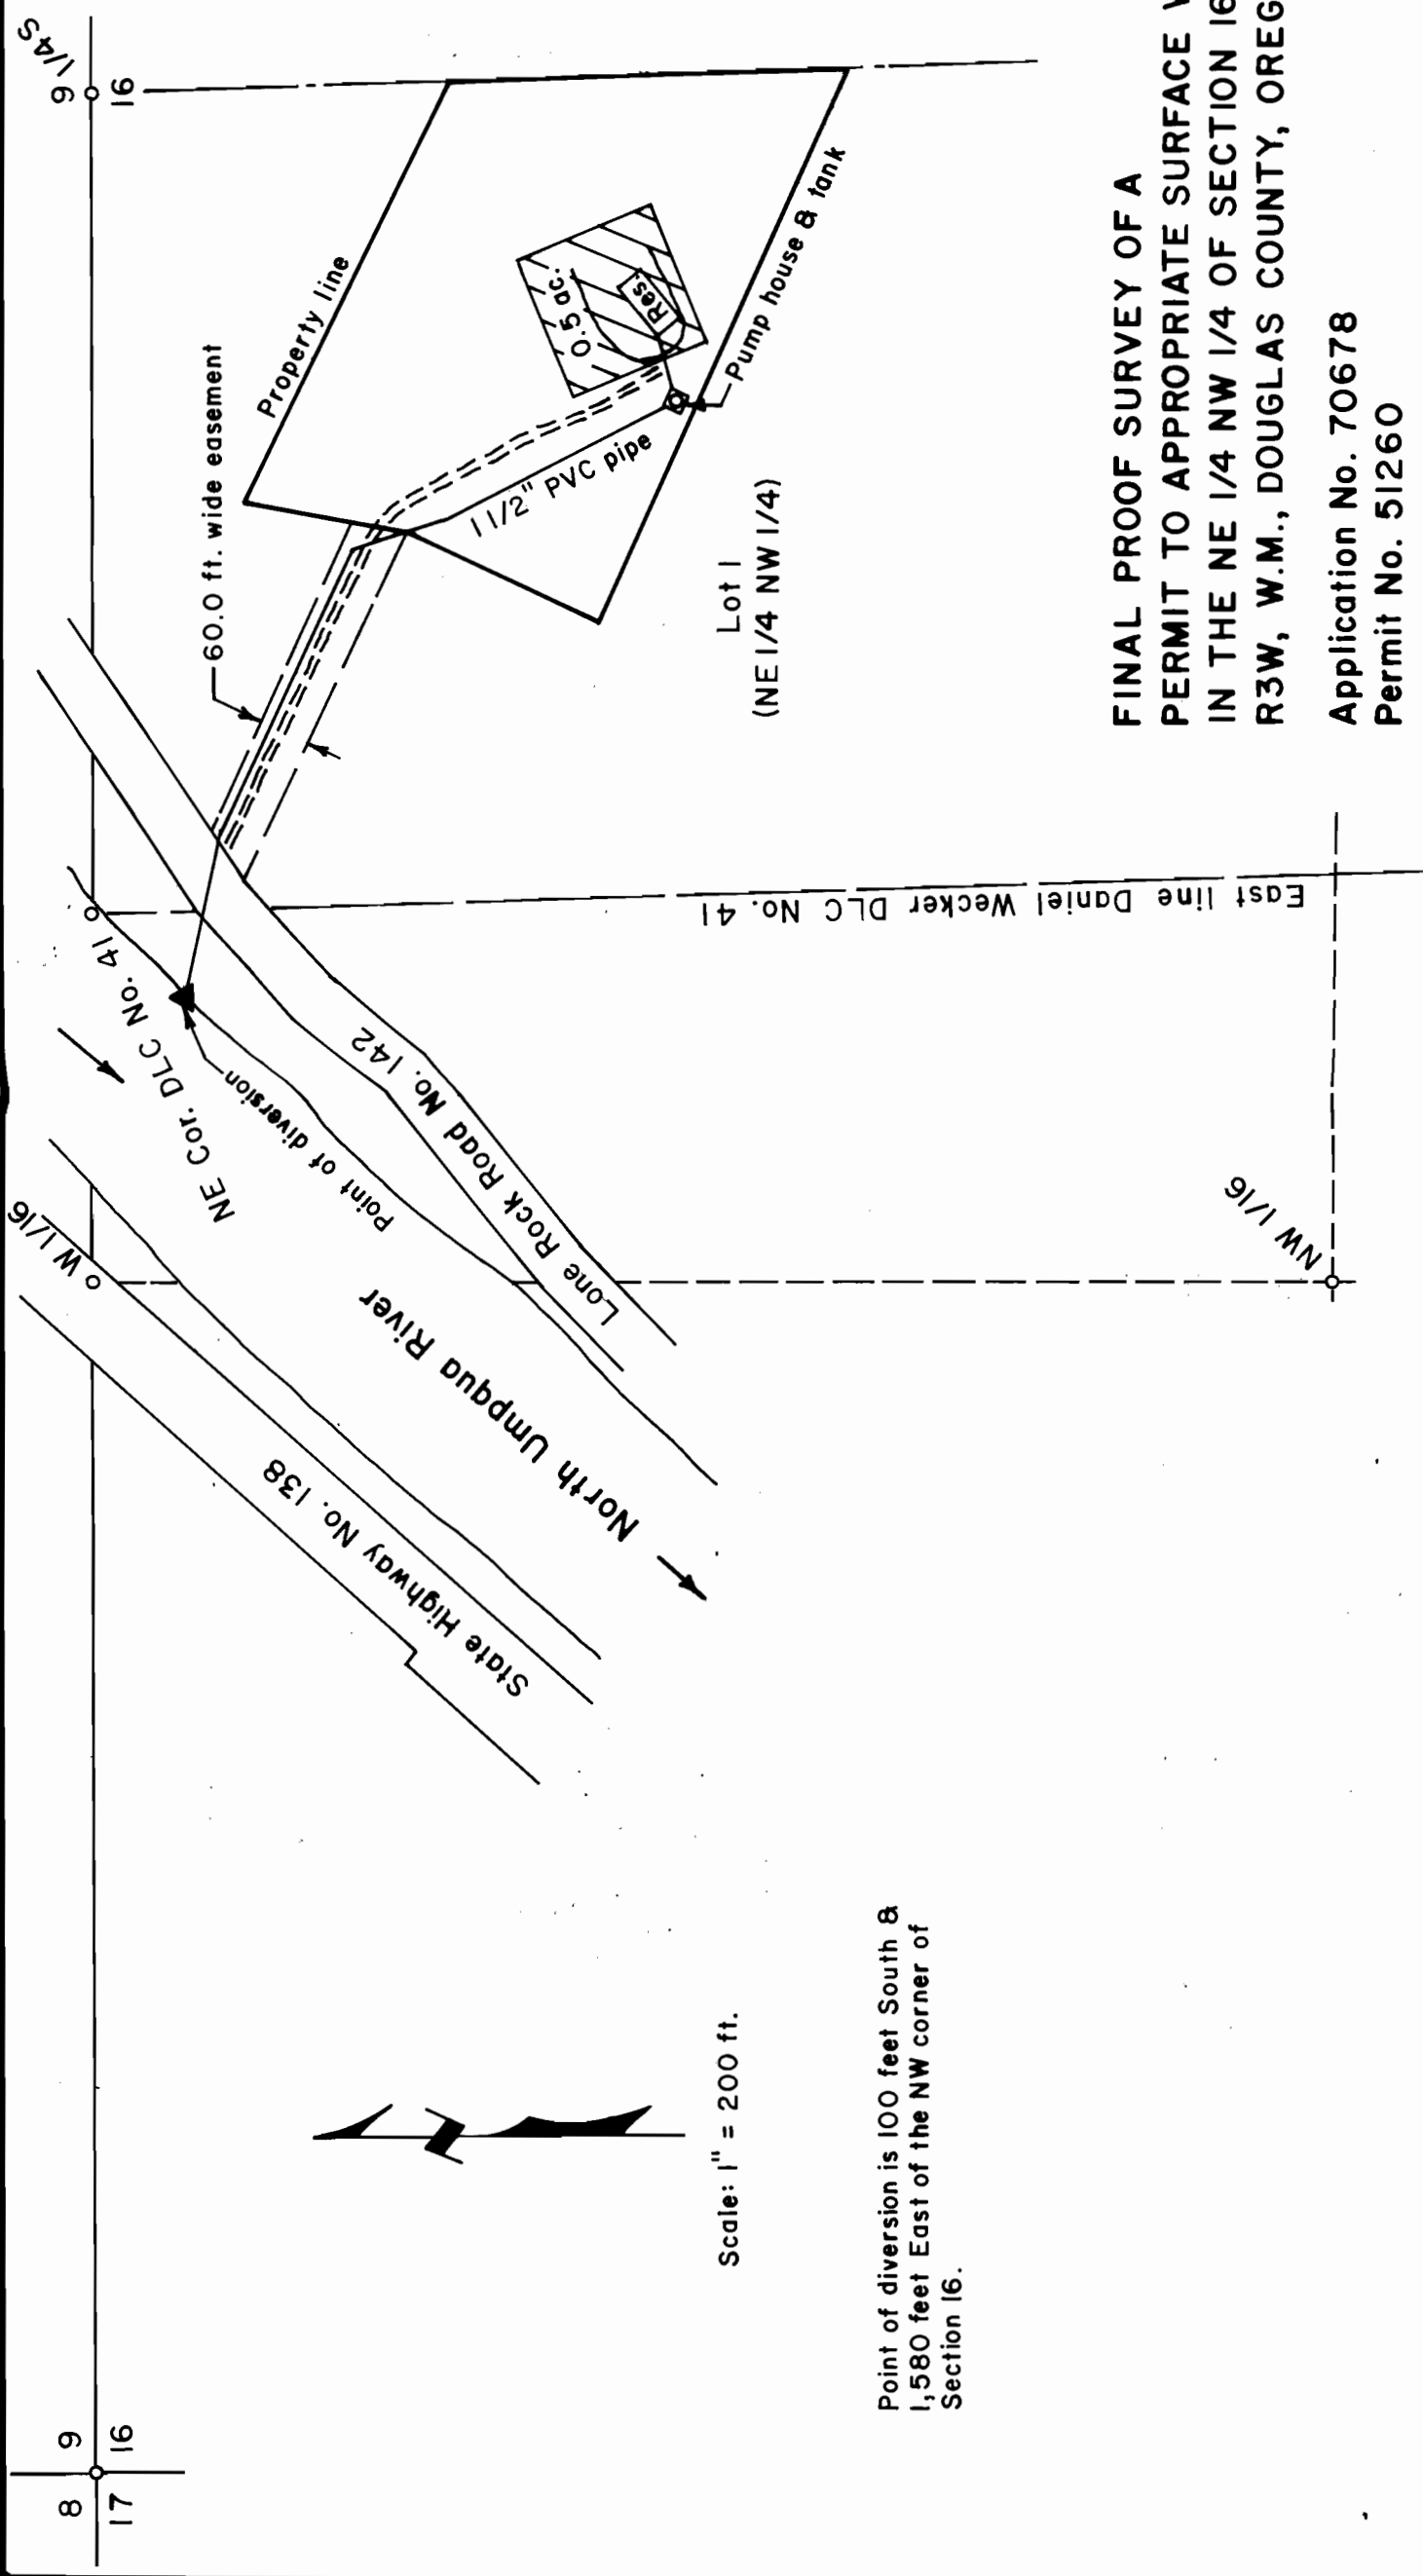 8 9
17 16
9 1/4S
16
W 1/16
NE Cor. DLC No. 41
Point of diversion
60.0 ft. wide easement
Property line
0.5 ac.
Res.
Pump house & tank
1 1/2" PVC pipe
Lot 1
(NE 1/4 NW 1/4)
State Highway No. 138
North Umpqua River
Lone Rock Road No. 142
East line Daniel Wecker DLC No. 41
NW 1/16
Scale: 1" = 200 ft.
Point of diversion is 100 feet South &
1,580 feet East of the NW corner of
Section 16.
FINAL PROOF SURVEY OF A
PERMIT TO APPROPRIATE SURFACE
IN THE NE 1/4 NW 1/4 OF SECTION 16
R3W, W.M., DOUGLAS COUNTY, OREG
Application No. 70678
Permit No. 51260